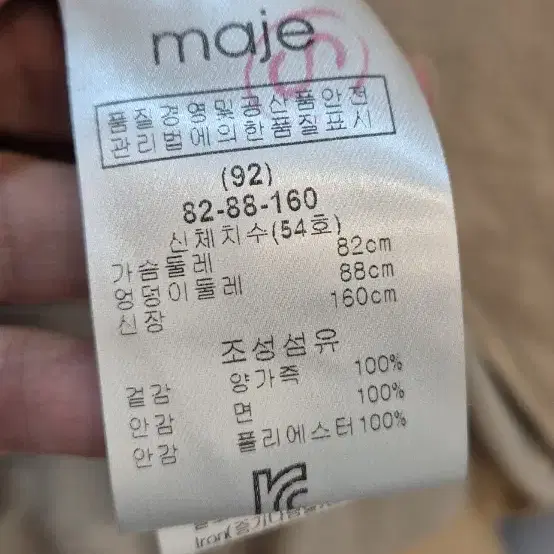 maje
품질경영및공산품안전
관리법에의한품질표시
(92)
82-88-160
신체치수(54호)
가슴둘레 82cm
엉덩이둘레 88cm
신장 160cm
조성섬유
겉감 양가죽 100%
안감 면 100%
안감 폴리에스터 100%